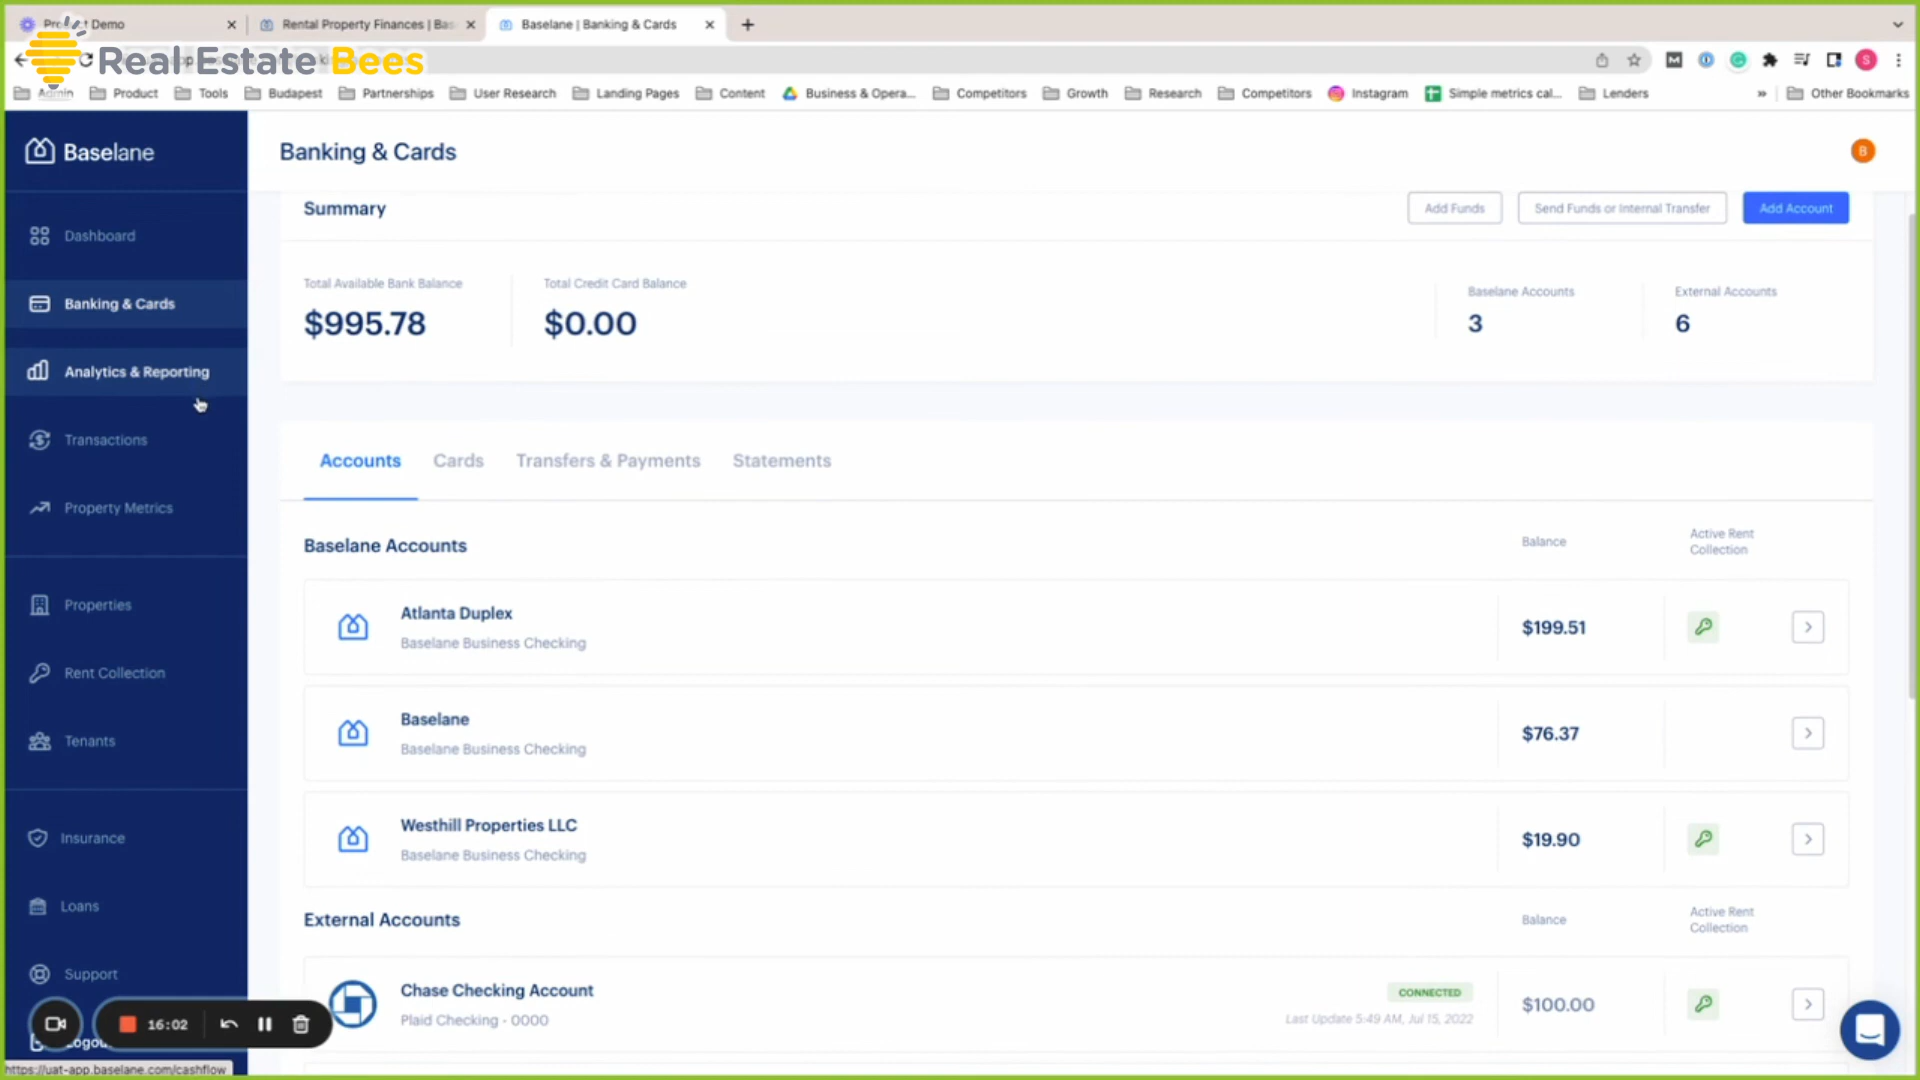 Pr t Demo
Rental Property Finances | Bas
Baselane | Banking & Cards
Real Estate Bees
Admin
Product
Tools
Budapest
Partnerships
User Research
Landing Pages
Content
Business & Opera...
Competitors
Growth
Research
Competitors
Instagram
Simple metrics cal...
Lenders
»
Other Bookmarks
Baselane
Banking & Cards
B
Dashboard
Banking & Cards
Analytics & Reporting
Transactions
Property Metrics
Properties
Rent Collection
Tenants
Insurance
Loans
Support
Logou
Summary
Add Funds
Send Funds or Internal Transfer
Add Account
Total Available Bank Balance
$995.78
Total Credit Card Balance
$0.00
Baselane Accounts
3
External Accounts
6
Accounts
Cards
Transfers & Payments
Statements
Baselane Accounts
Balance
Active Rent
Collection
Atlanta Duplex
Baselane Business Checking
$199.51
Baselane
Baselane Business Checking
$76.37
Westhill Properties LLC
Baselane Business Checking
$19.90
External Accounts
Balance
Active Rent
Collection
Chase Checking Account
Plaid Checking - 0000
CONNECTED
Last Update 5:49 AM, Jul 15, 2022
$100.00
16:02
https://uat-app.baselane.com/cashflow